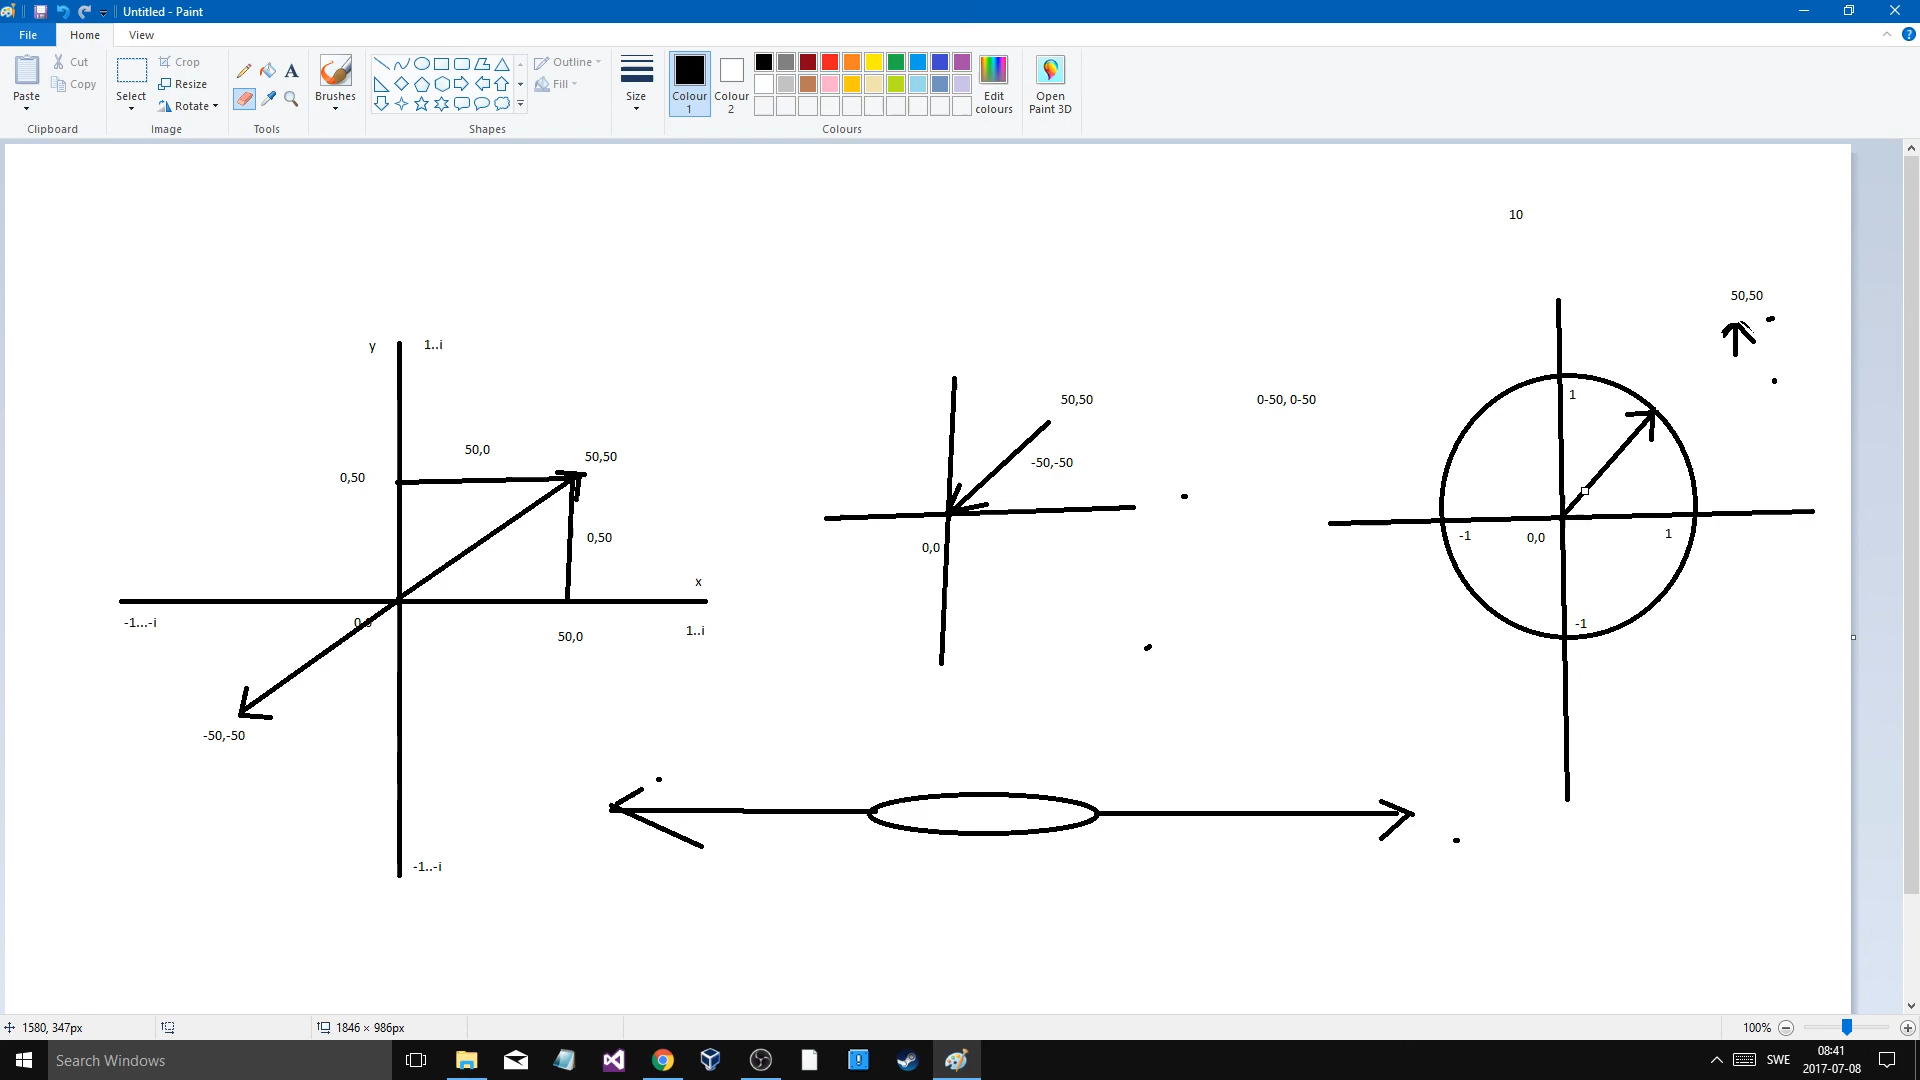 Untitled - Paint
File
Home
View
Paste
Cut
Copy
Clipboard
Select
Crop
Resize
Rotate
Image
Tools
Brushes
Shapes
Outline
Fill
Size
Colour 1
Colour 2
Edit colours
Colours
Open Paint 3D
10
50,50
y
1..i
50,0
50,50
0,50
0,50
x
-1...-i
50,0
1..i
-50,-50
-1..-i
50,50
-50,-50
0,0
0-50, 0-50
1
-1
0,0
1
-1
1580, 347px
1846 × 986px
100%
Search Windows
SWE
08:41
2017-07-08